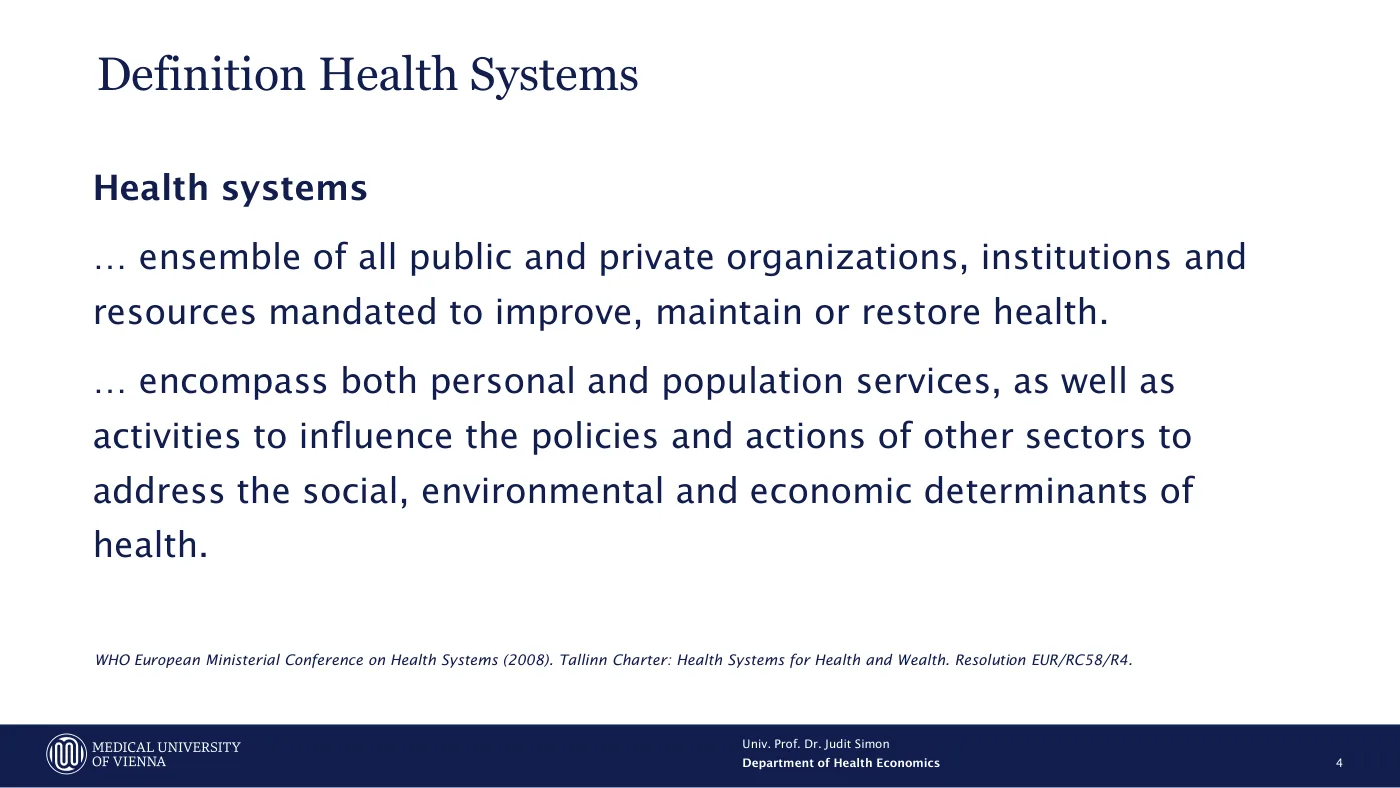 Definition Health Systems
Health systems
… ensemble of all public and private organizations, institutions and
resources mandated to improve, maintain or restore health.
… encompass both personal and population services, as well as
activities to influence the policies and actions of other sectors to
address the social, environmental and economic determinants of
health.
WHO European Ministerial Conference on Health Systems (2008). Tallinn Charter: Health Systems for Health and Wealth. Resolution EUR/RC58/R4.
MEDICAL UNIVERSITY
OF VIENNA
Univ. Prof. Dr. Judit Simon
Department of Health Economics
4